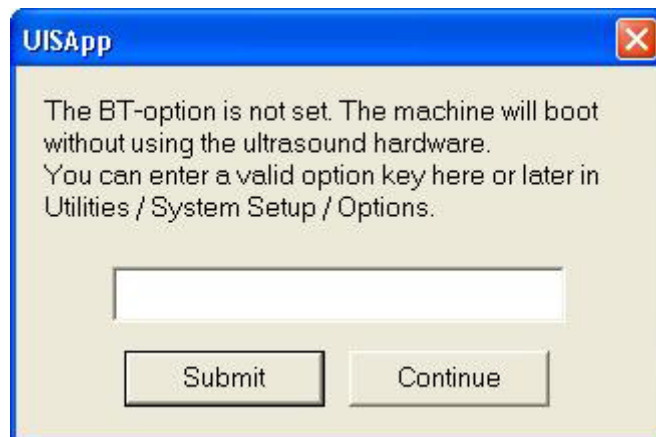 UISApp
The BT-option is not set. The machine will boot
without using the ultrasound hardware.
You can enter a valid option key here or later in
Utilities / System Setup / Options.
Submit
Continue